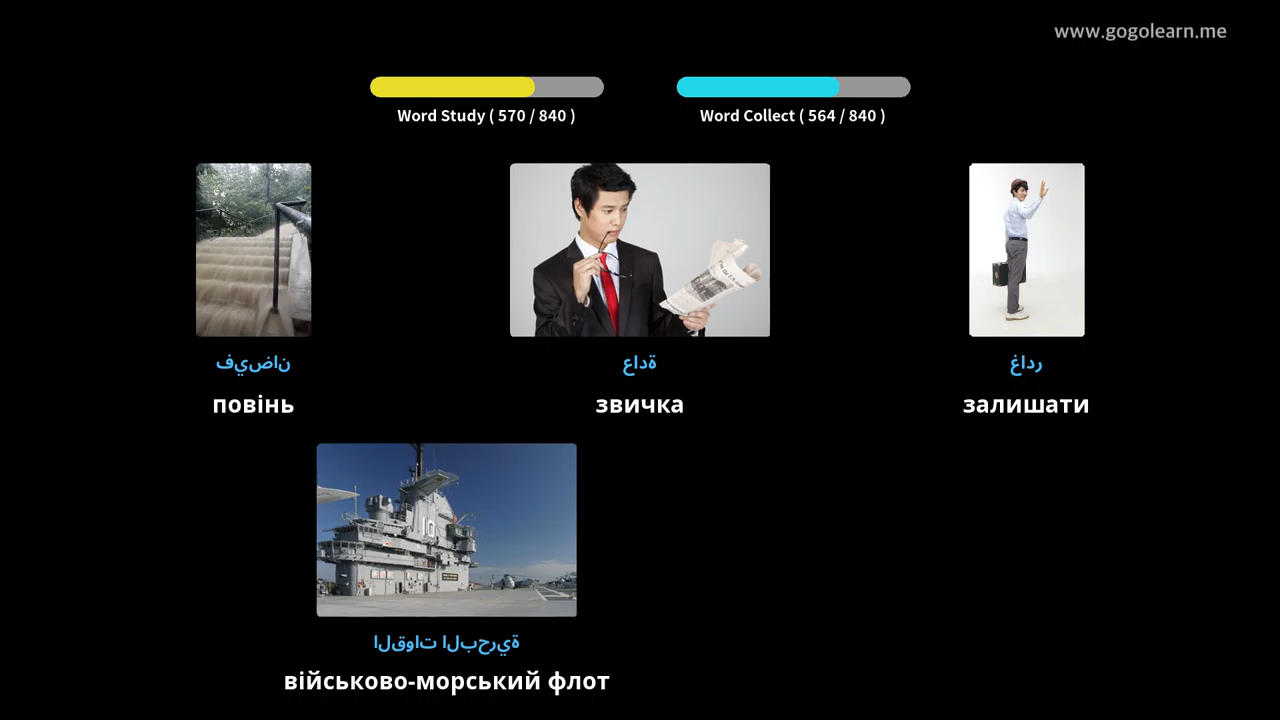 www.gogolearn.me
Word Study ( 570 / 840 )
Word Collect ( 564 / 840 )
فيضان
عادة
غادر
повінь
звичка
залишати
القوات البحرية
військово-морський флот